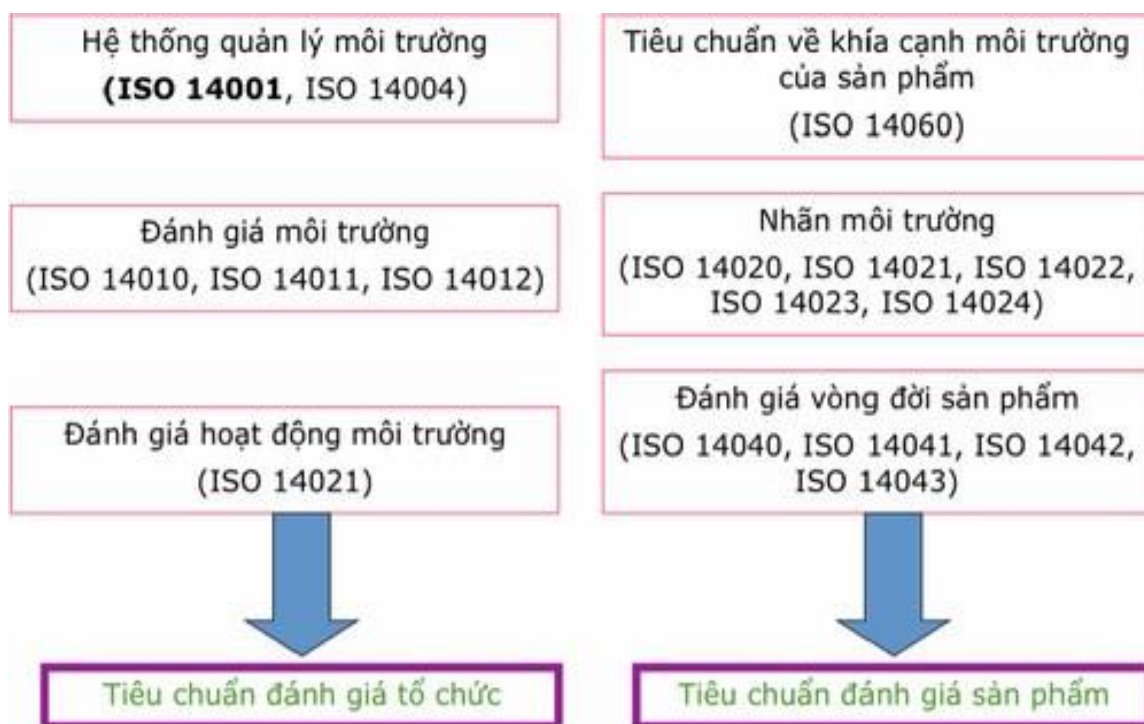 Hệ thống quản lý môi trường
(ISO 14001, ISO 14004)
Đánh giá môi trường
(ISO 14010, ISO 14011, ISO 14012)
Đánh giá hoạt động môi trường
(ISO 14021)
Tiêu chuẩn đánh giá tổ chức
Tiêu chuẩn về khía cạnh môi trường
của sản phẩm
(ISO 14060)
Nhãn môi trường
(ISO 14020, ISO 14021, ISO 14022,
ISO 14023, ISO 14024)
Đánh giá vòng đời sản phẩm
(ISO 14040, ISO 14041, ISO 14042,
ISO 14043)
Tiêu chuẩn đánh giá sản phẩm